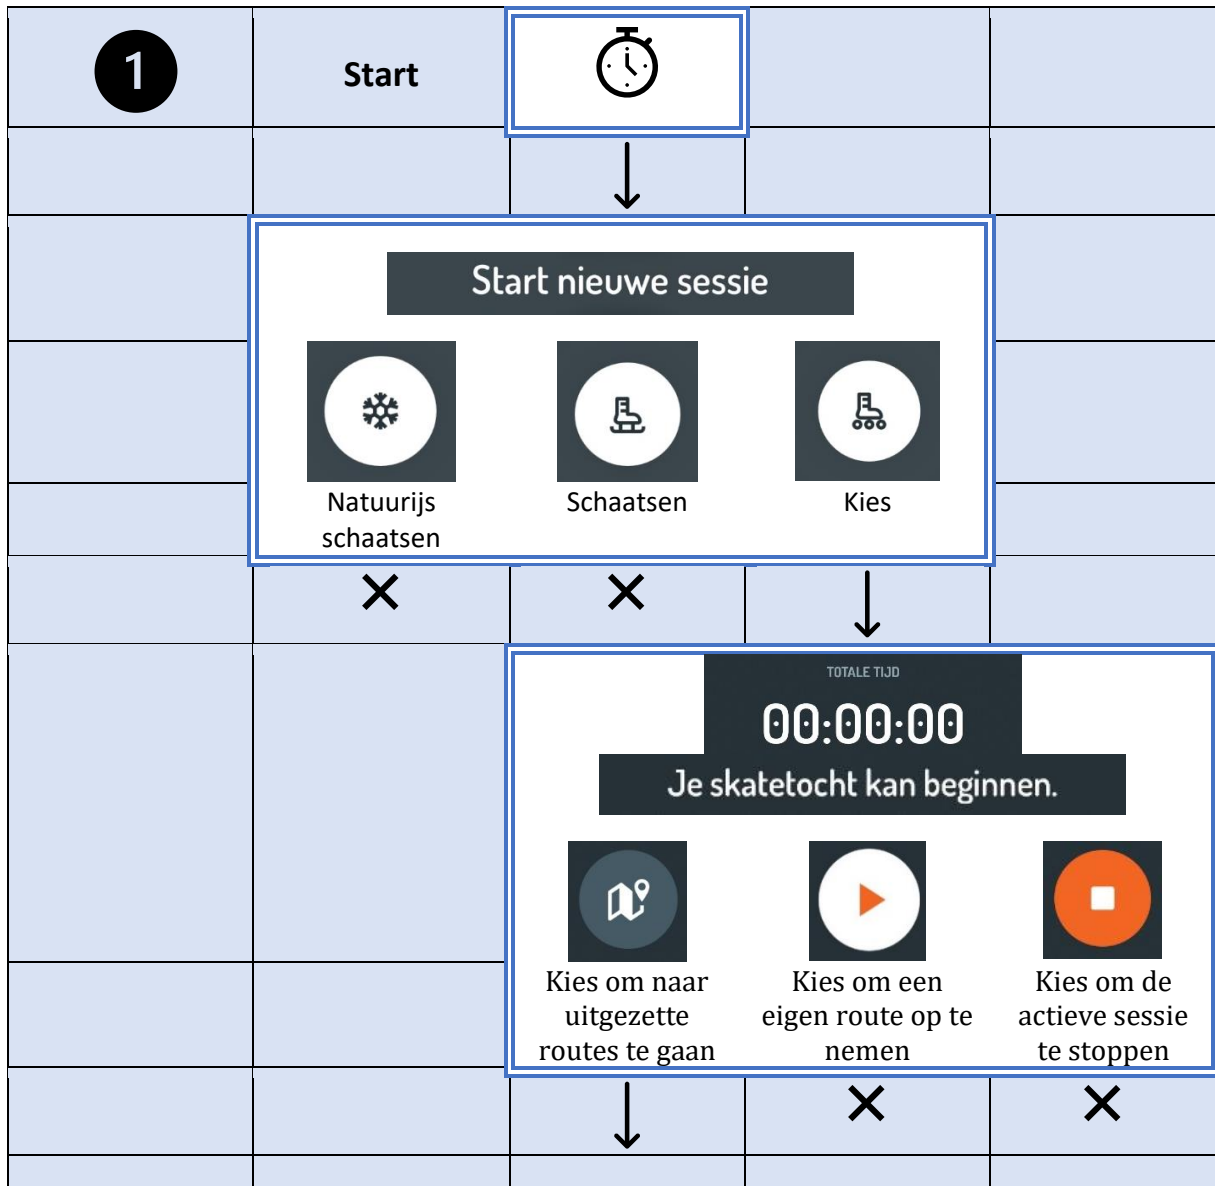 1 Start
Start nieuwe sessie
Natuurijs
schaatsen
Schaatsen
Kies
TOTALE TIJD
00:00:00
Je skatetocht kan beginnen.
Kies om naar
uitgezette
routes te gaan
Kies om een
eigen route op te
nemen
Kies om de
actieve sessie
te stoppen